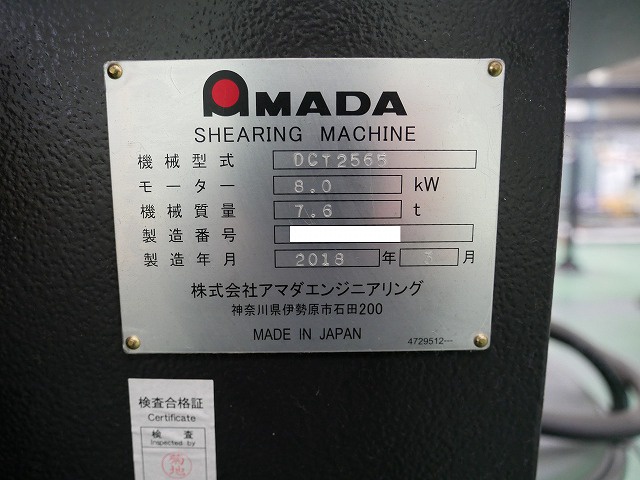 AMADA
SHEARING MACHINE
機械型式 DCT2565
モーター 8.0 kW
機械質量 7.6 t
製造番号
製造年月 2018 年 3 月
株式会社アマダエンジニアリング
神奈川県伊勢原市石田200
MADE IN JAPAN 4729512
検査合格証
Certificate
検査
Inspected by
菊地